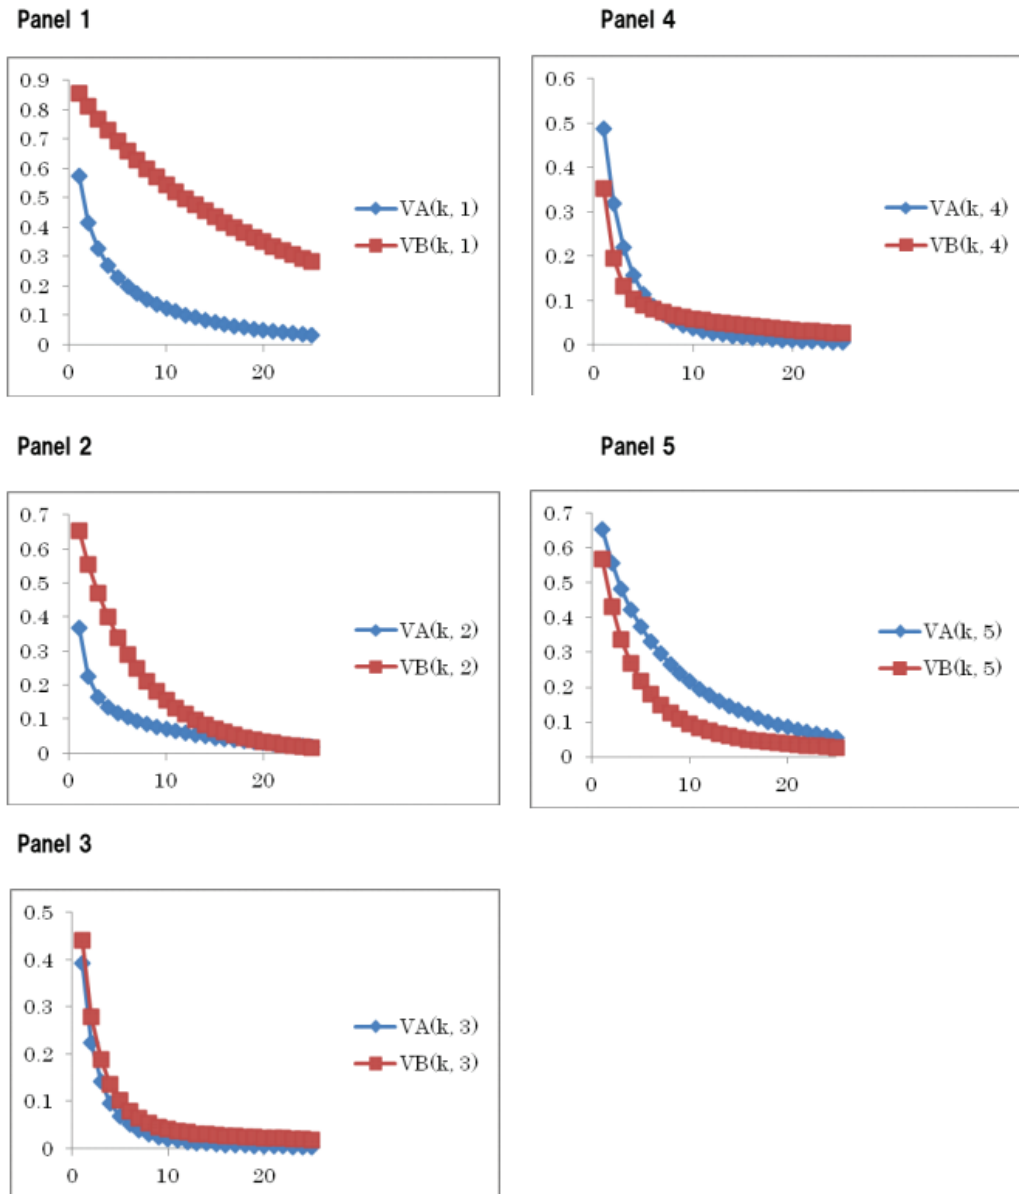 Panel 1
0.9
0.8
0.7
0.6
0.5
0.4
0.3
0.2
0.1
0
0 10 20
VA(k, 1)
VB(k, 1)
Panel 2
0.7
0.6
0.5
0.4
0.3
0.2
0.1
0
0 10 20
VA(k, 2)
VB(k, 2)
Panel 3
0.5
0.4
0.3
0.2
0.1
0
0 10 20
VA(k, 3)
VB(k, 3)
Panel 4
0.6
0.5
0.4
0.3
0.2
0.1
0
0 10 20
VA(k, 4)
VB(k, 4)
Panel 5
0.7
0.6
0.5
0.4
0.3
0.2
0.1
0
0 10 20
VA(k, 5)
VB(k, 5)